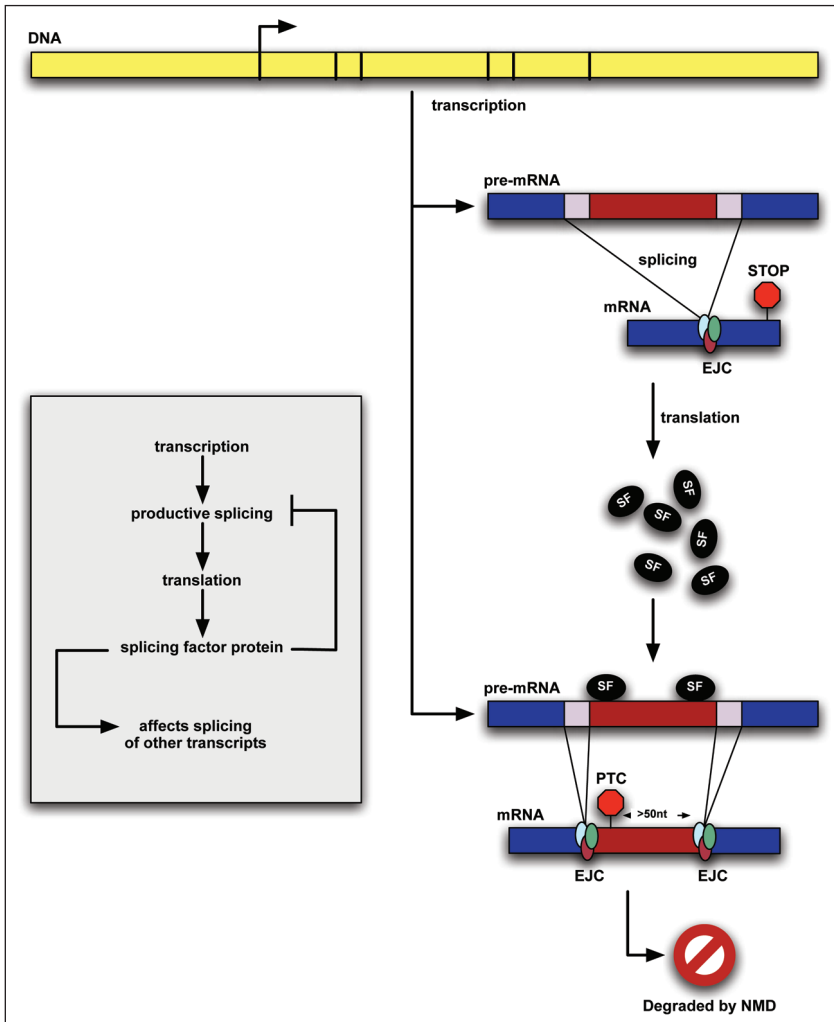 DNA
transcription
pre-mRNA
splicing
STOP
mRNA
EJC
translation
SF
SF
SF
SF
SF
SF
pre-mRNA
SF
SF
PTC
mRNA
>50nt
EJC
EJC
Degraded by NMD
transcription
productive splicing
translation
splicing factor protein
affects splicing
of other transcripts